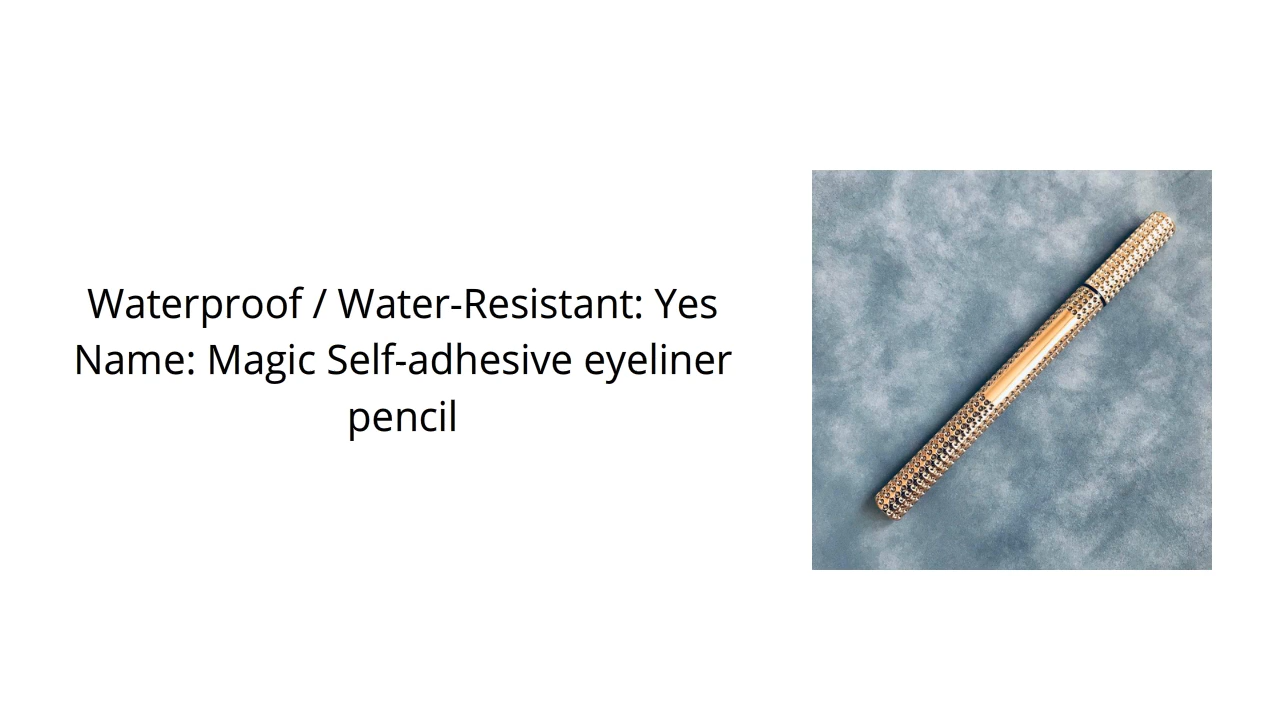 Waterproof / Water-Resistant: Yes
Name: Magic Self-adhesive eyeliner
pencil